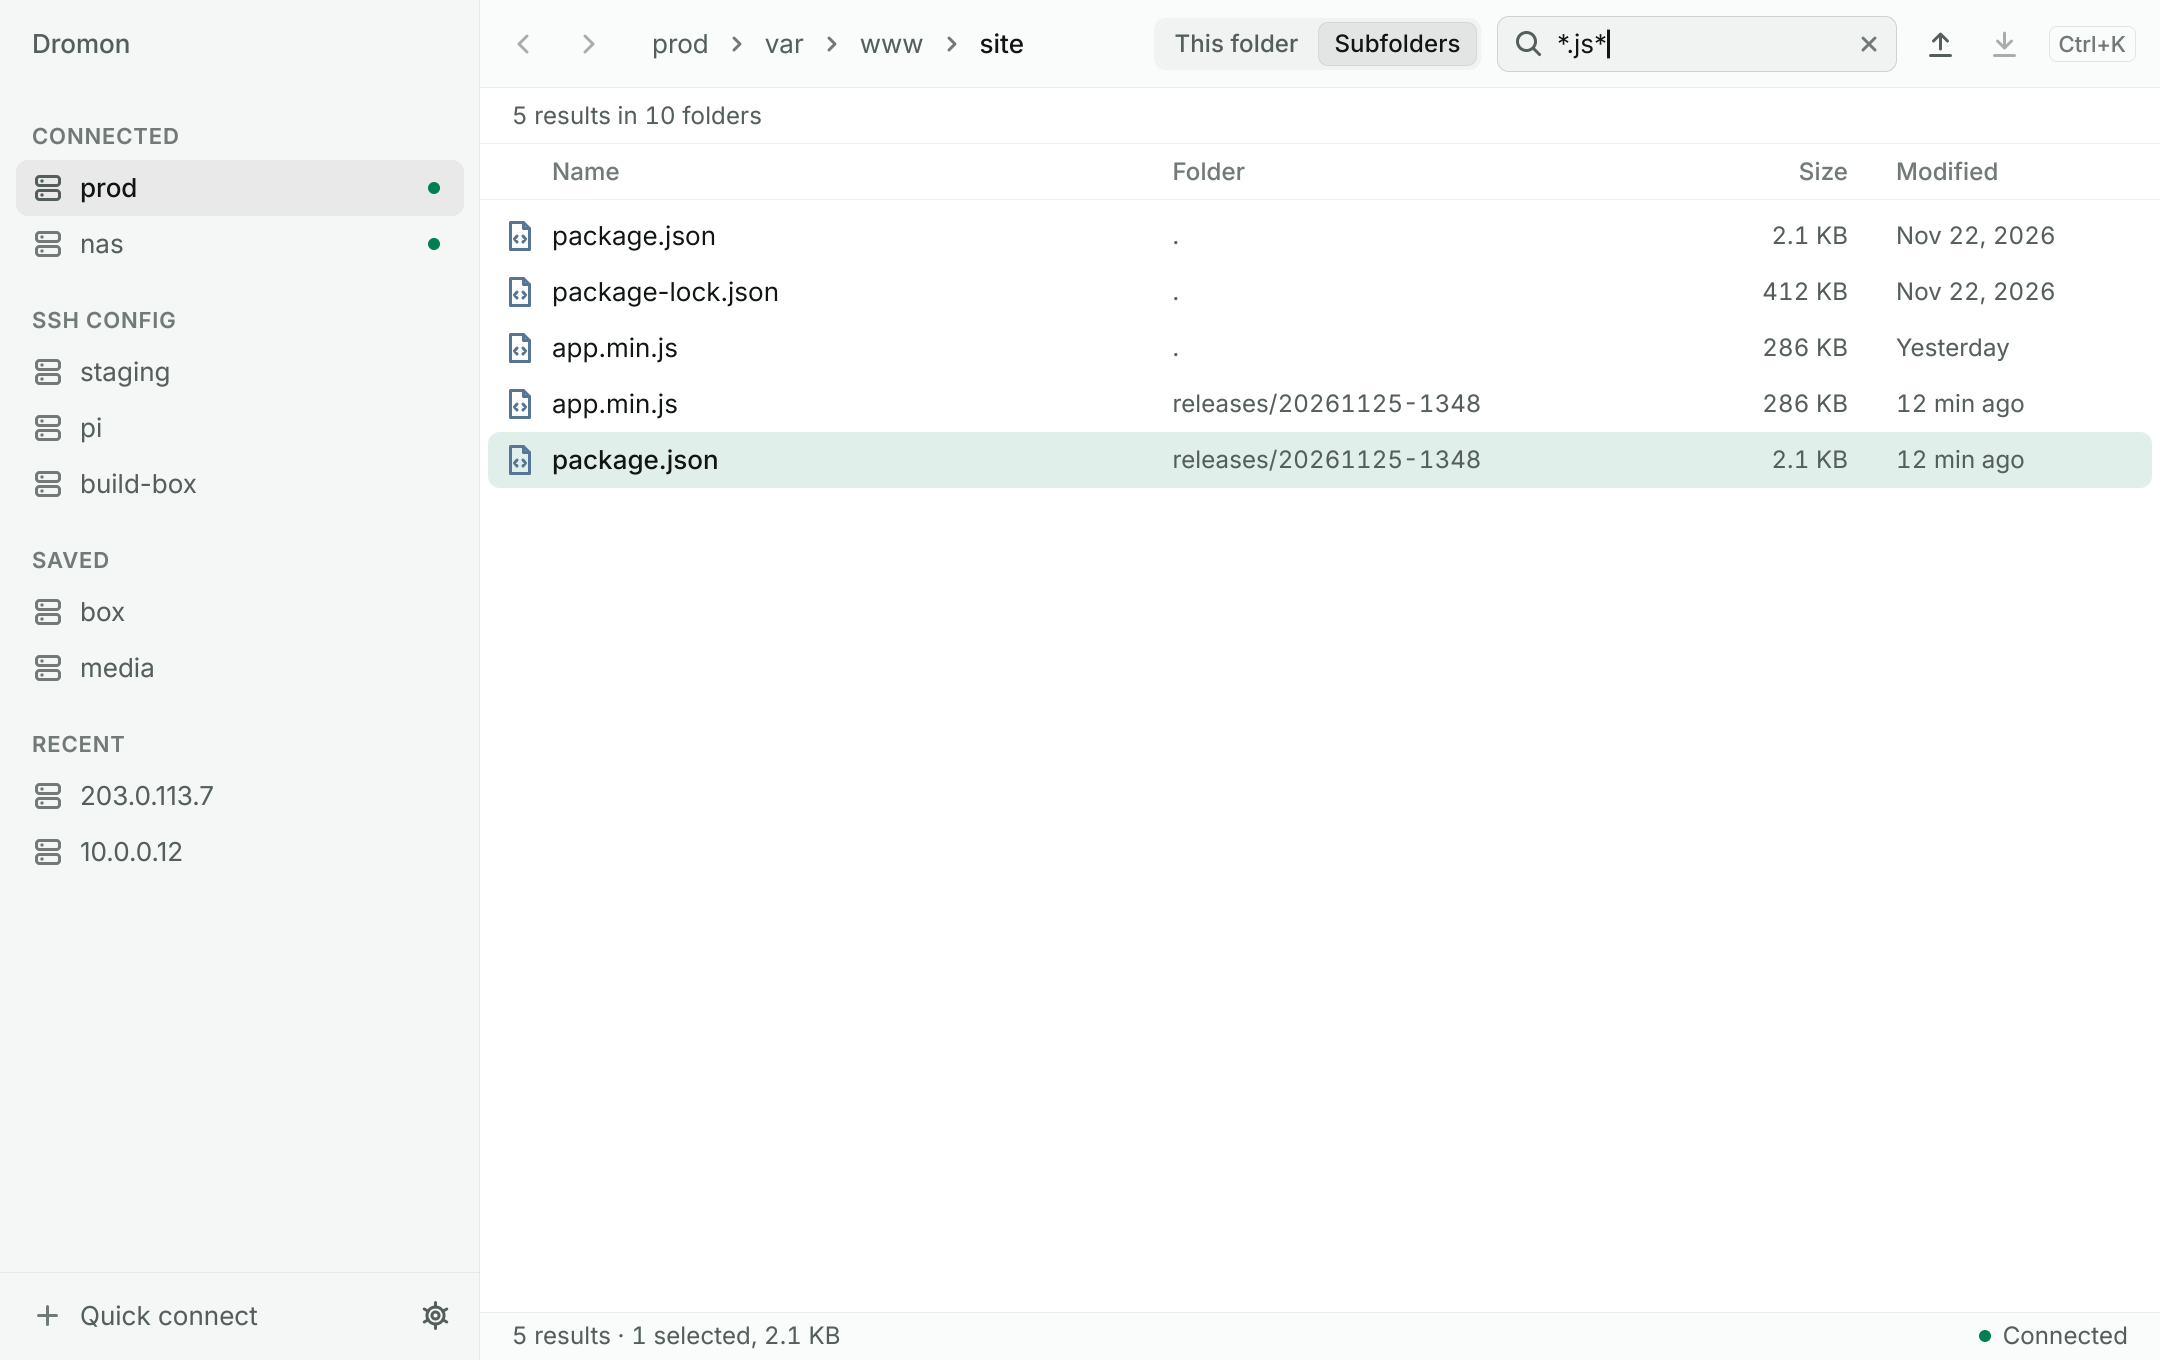 Dromon
CONNECTED
prod
nas
SSH CONFIG
staging
pi
build-box
SAVED
box
media
RECENT
203.0.113.7
10.0.0.12
Quick connect
prod > var > www > site
This folder Subfolders
*.js*
Ctrl+K
5 results in 10 folders
Name Folder Size Modified
package.json . 2.1 KB Nov 22, 2026
package-lock.json . 412 KB Nov 22, 2026
app.min.js . 286 KB Yesterday
app.min.js releases/20261125-1348 286 KB 12 min ago
package.json releases/20261125-1348 2.1 KB 12 min ago
5 results · 1 selected, 2.1 KB
Connected